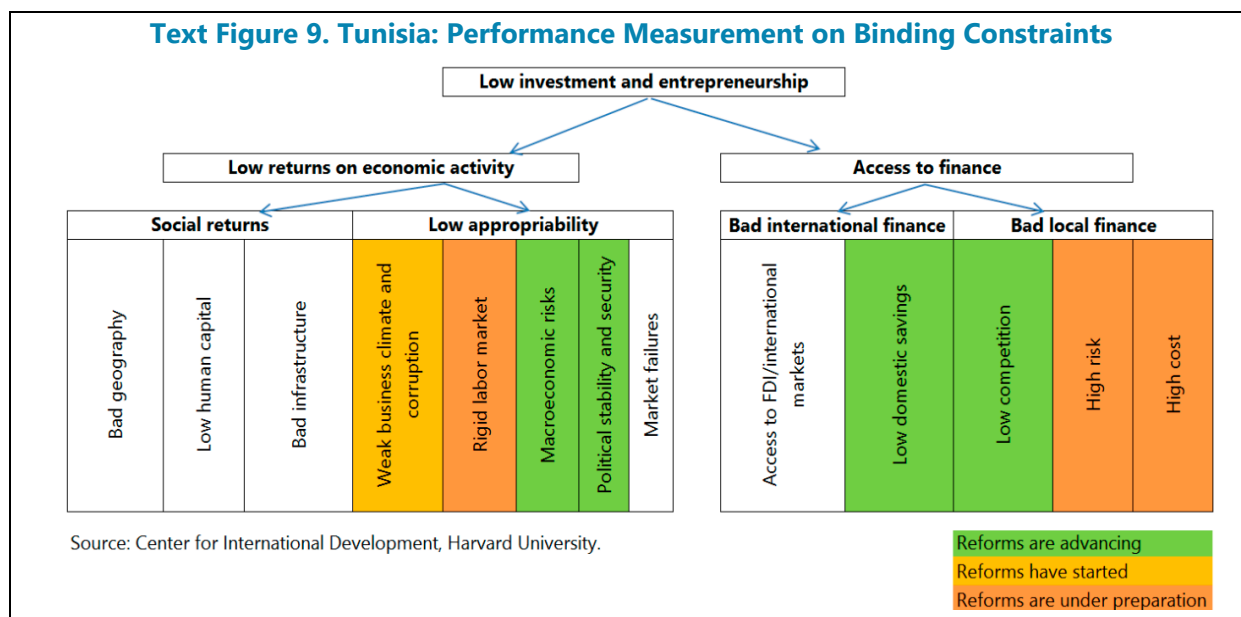 Text Figure 9. Tunisia: Performance Measurement on Binding Constraints
Low investment and entrepreneurship
Low returns on economic activity
Access to finance
Social returns
Low appropriability
Bad international finance
Bad local finance
Bad geography
Low human capital
Bad infrastructure
Weak business climate and
corruption
Rigid labor market
Macroeconomic risks
Political stability and security
Market failures
Access to FDI/international
markets
Low domestic savings
Low competition
High risk
High cost
Source: Center for International Development, Harvard University.
Reforms are advancing
Reforms have started
Reforms are under preparation